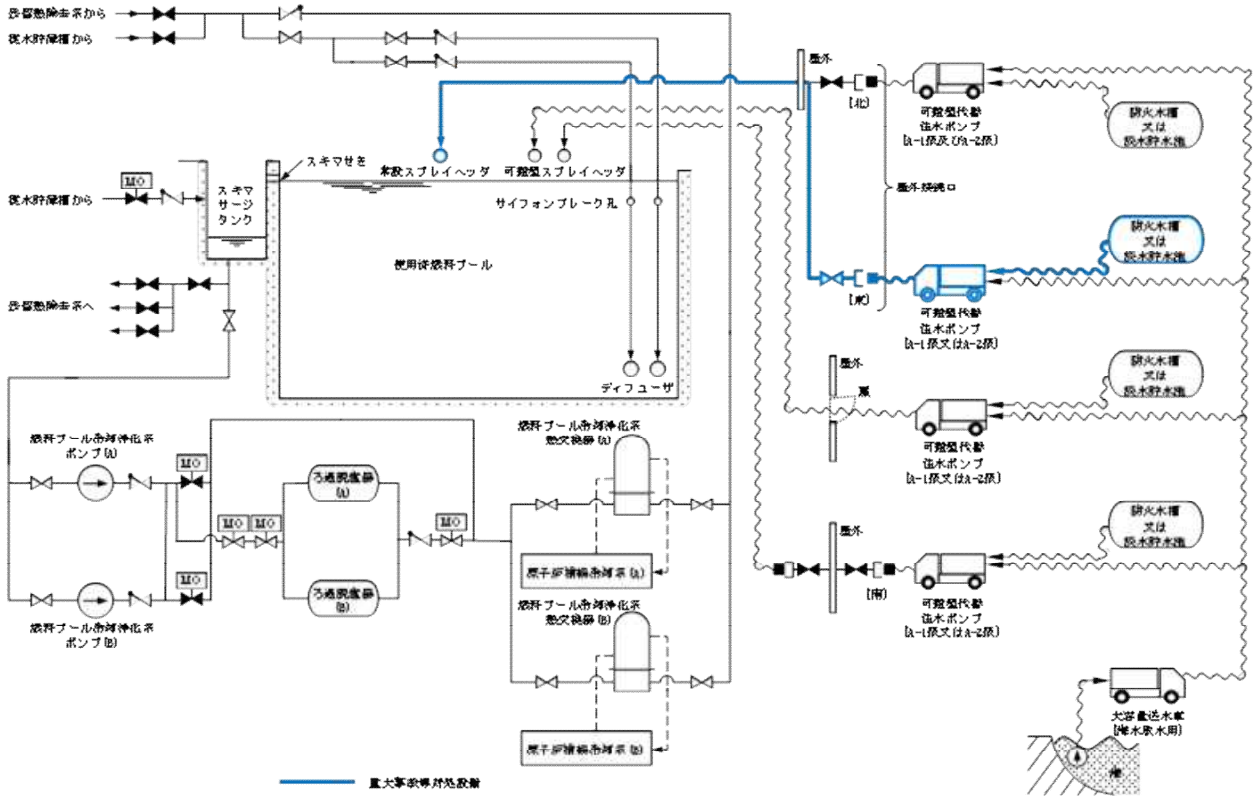 残留熱除去系から
復水貯蔵槽から
屋外
[北]
可搬型代替
注水ポンプ
[A-1級及びA-2級]
防火水槽
又は
淡水貯水池
スキマせき
常設スプレイヘッダ
可搬型スプレイヘッダ
屋外接続口
MO
復水貯蔵槽から
スキマ
サージ
タンク
サイフォンブレーク孔
使用済燃料プール
防火水槽
又は
淡水貯水池
[東]
可搬型代替
注水ポンプ
[A-1級又はA-2級]
残留熱除去系へ
ディフューザ
屋外
扉
防火水槽
又は
淡水貯水池
可搬型代替
注水ポンプ
[A-1級又はA-2級]
燃料プール冷却浄化系
ポンプ(A)
MO
ろ過脱塩器
(A)
燃料プール冷却浄化系
熱交換器(A)
MO
MO
MO
原子炉補機冷却系(A)
屋外
防火水槽
又は
淡水貯水池
[南]
可搬型代替
注水ポンプ
[A-1級又はA-2級]
MO
ろ過脱塩器
(B)
燃料プール冷却浄化系
ポンプ(B)
燃料プール冷却浄化系
熱交換器(B)
原子炉補機冷却系(B)
大容量送水車
[海水取水用]
海
重大事故等対処設備